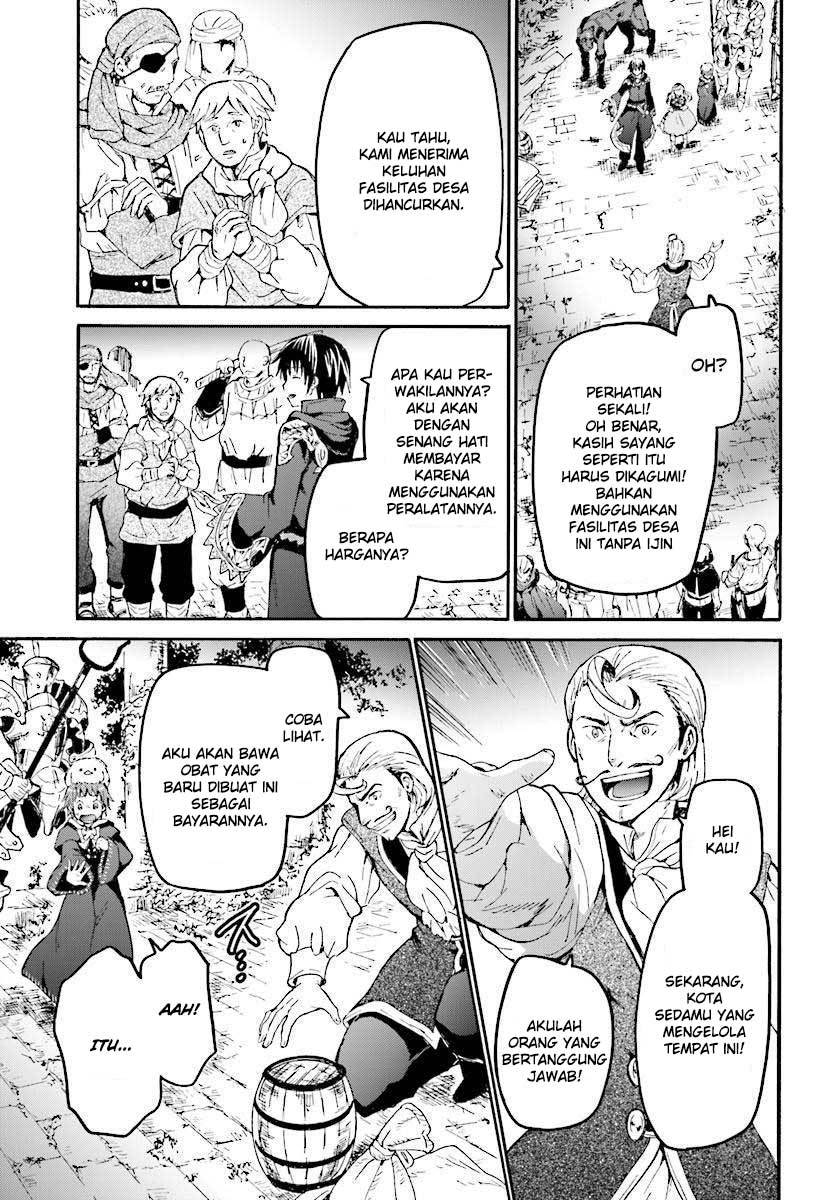 OH?
PERHATIAN
SEKALI!
OH BENAR,
KASIH SAYANG
SEPERTI ITU
HARUS DIKAGUMI!
BAHKAN
MENGGUNAKAN
FASILITAS DESA
INI TANPA IJIN
KAU TAHU,
KAMI MENERIMA
KELUHAN
FASILITAS DESA
DIHANCURKAN.
APA KAU PER-
WAKILANNYA?
AKU AKAN
DENGAN
SENANG HATI
MEMBAYAR
KARENA
MENGGUNAKAN
PERALATANNYA.
BERAPA
HARGANYA?
HEI
KAU!
SEKARANG,
KOTA
SEDAMU YANG
MENGELOLA
TEMPAT INI!
AKULAH
ORANG YANG
BERTANGGUNG
JAWAB!
COBA
LIHAT.
AKU AKAN BAWA
OBAT YANG
BARU DIBUAT INI
SEBAGAI
BAYARANNYA.
AAH!
ITU...